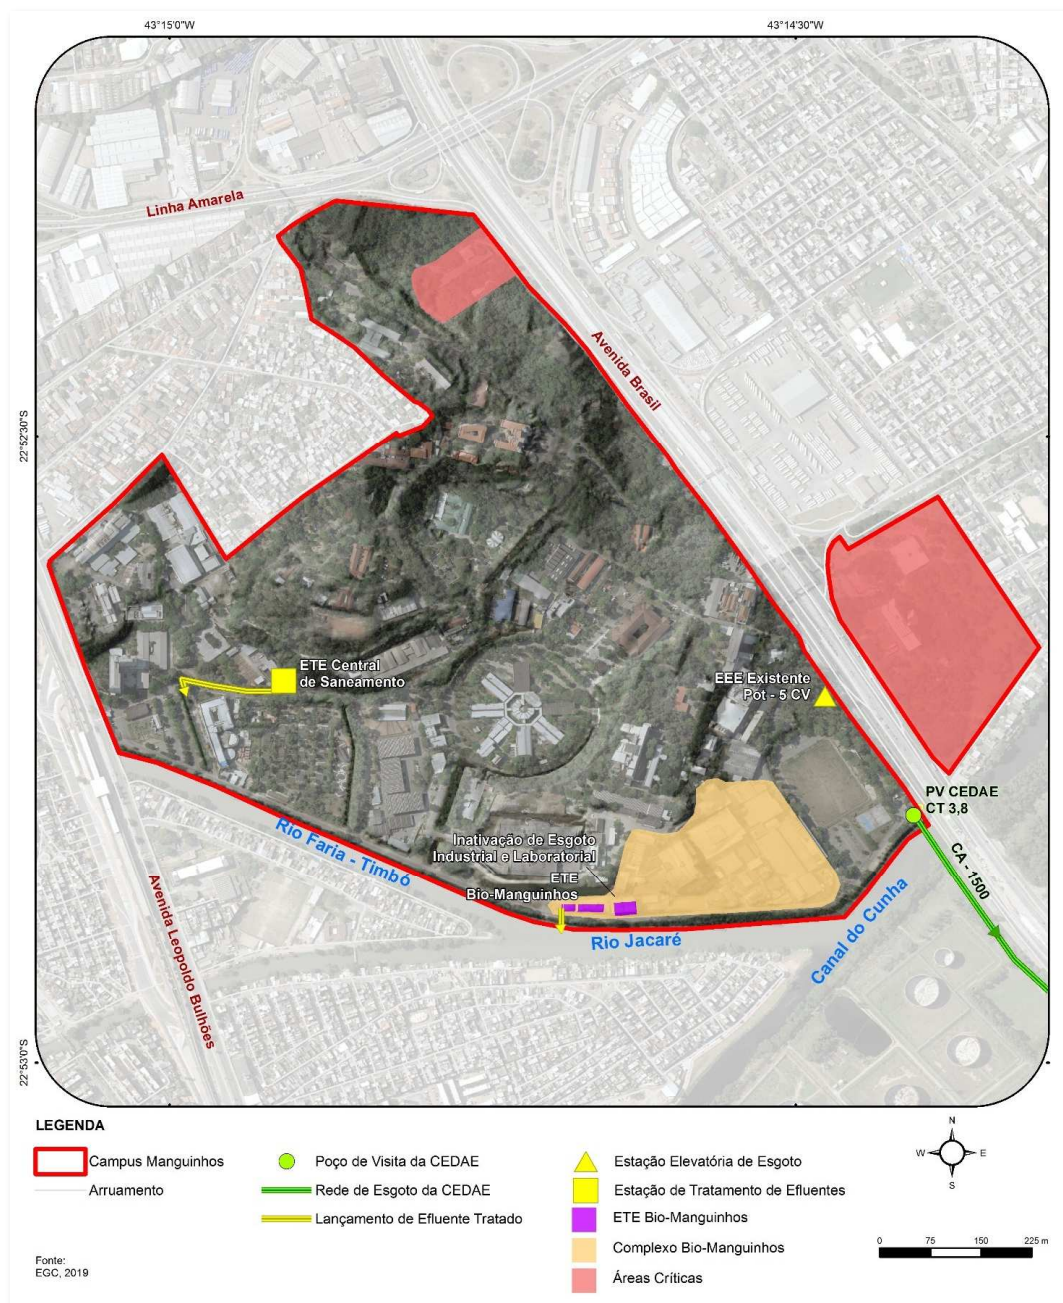 43°15'0"W
43°14'30"W
Linha Amarela
Avenida Brasil
22°52'30"S
ETE Central
de Saneamento
EEE Existente
Pot - 5 CV
PV CEDAE
CT 3,8
Inativação de Esgoto
Industrial e Laboratorial
ETE
Bio-Manguinhos
Rio Faria - Timbó
CA - 1500
Avenida Leopoldo Bulhões
Rio Jacaré
Canal do Cunha
22°53'0"S
LEGENDA
Campus Manguinhos
Arruamento
Poço de Visita da CEDAE
Rede de Esgoto da CEDAE
Lançamento de Efluente Tratado
Estação Elevatória de Esgoto
Estação de Tratamento de Efluentes
ETE Bio-Manguinhos
Complexo Bio-Manguinhos
Áreas Críticas
N
W E
S
0 75 150 225 m
Fonte:
EGC, 2019